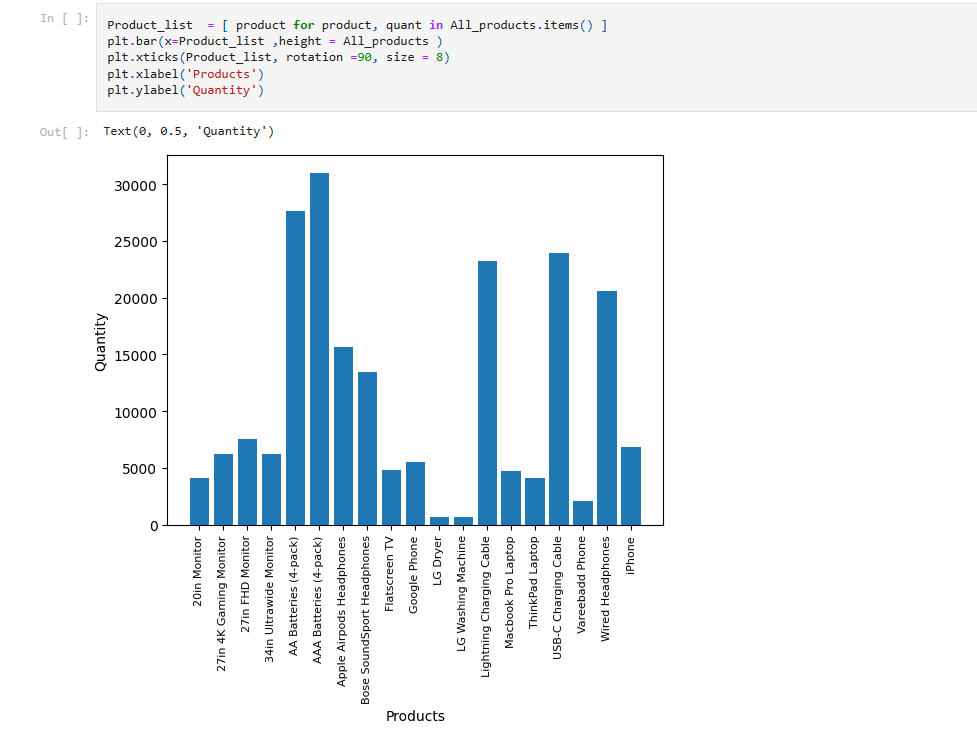 In [ ]:
Product_list  = [ product for product, quant in All_products.items() ]
plt.bar(x=Product_list ,height = All_products )
plt.xticks(Product_list, rotation =90, size = 8)
plt.xlabel('Products')
plt.ylabel('Quantity')
Out[ ]:
Text(0, 0.5, 'Quantity')
30000
25000
20000
15000
10000
5000
0
Quantity
20in Monitor
27in 4K Gaming Monitor
27in FHD Monitor
34in Ultrawide Monitor
AA Batteries (4-pack)
AAA Batteries (4-pack)
Apple Airpods Headphones
Bose SoundSport Headphones
Flatscreen TV
Google Phone
LG Dryer
LG Washing Machine
Lightning Charging Cable
Macbook Pro Laptop
ThinkPad Laptop
USB-C Charging Cable
Vareebadd Phone
Wired Headphones
iPhone
Products